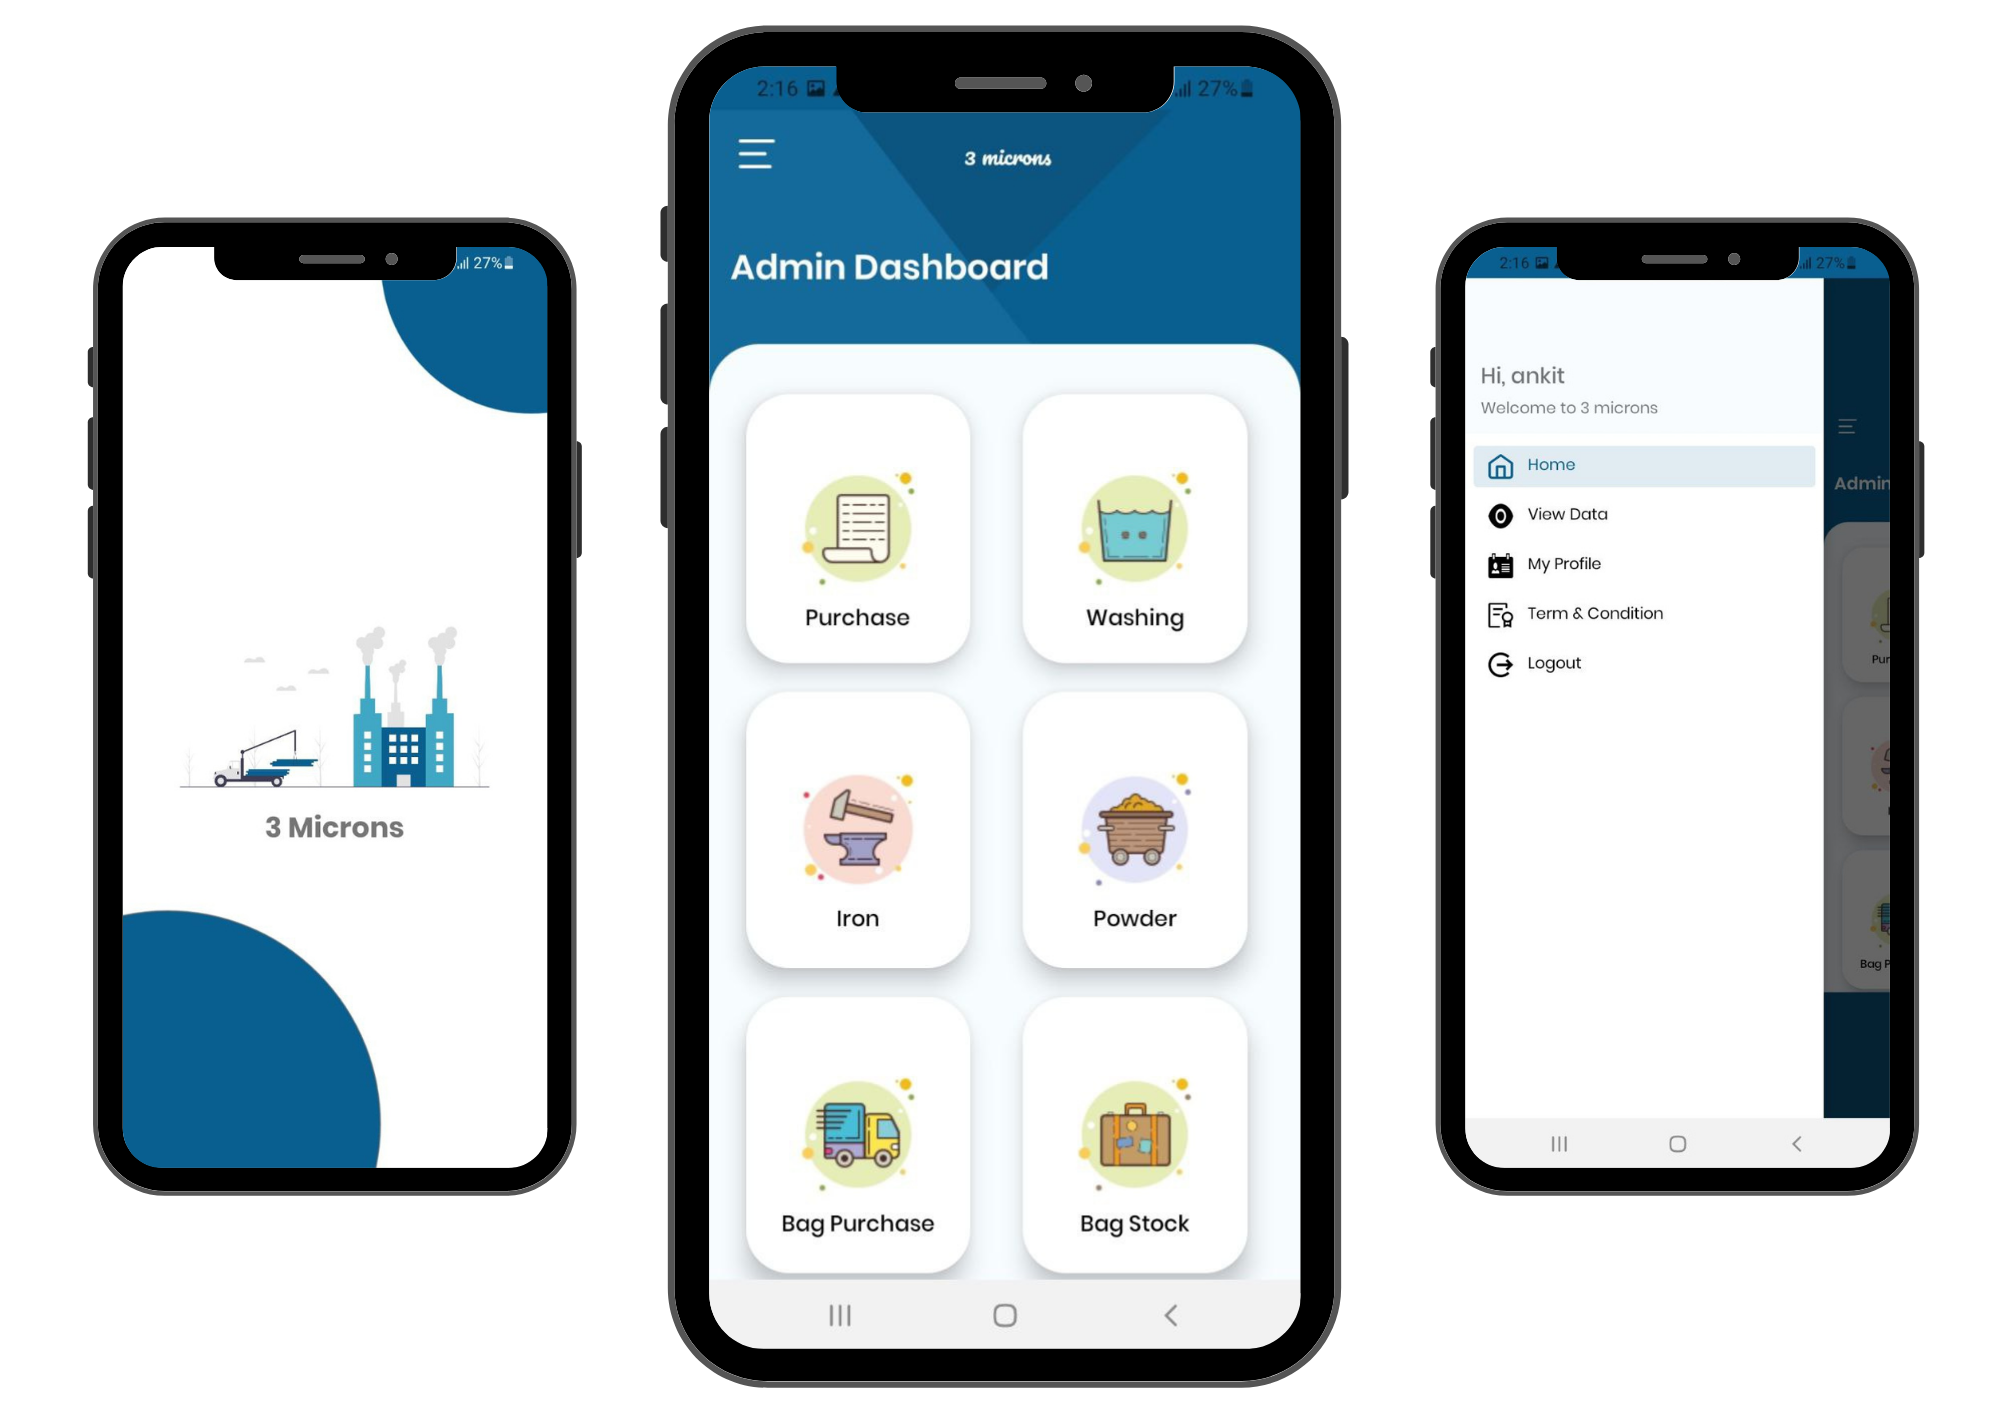 27%
3 Microns
2:16
27%
3 microns
Admin Dashboard
Purchase
Washing
Iron
Powder
Bag Purchase
Bag Stock
2:16
27%
Hi, ankit
Welcome to 3 microns
Home
View Data
My Profile
Term & Condition
Logout
Admin
Pur
Bag P